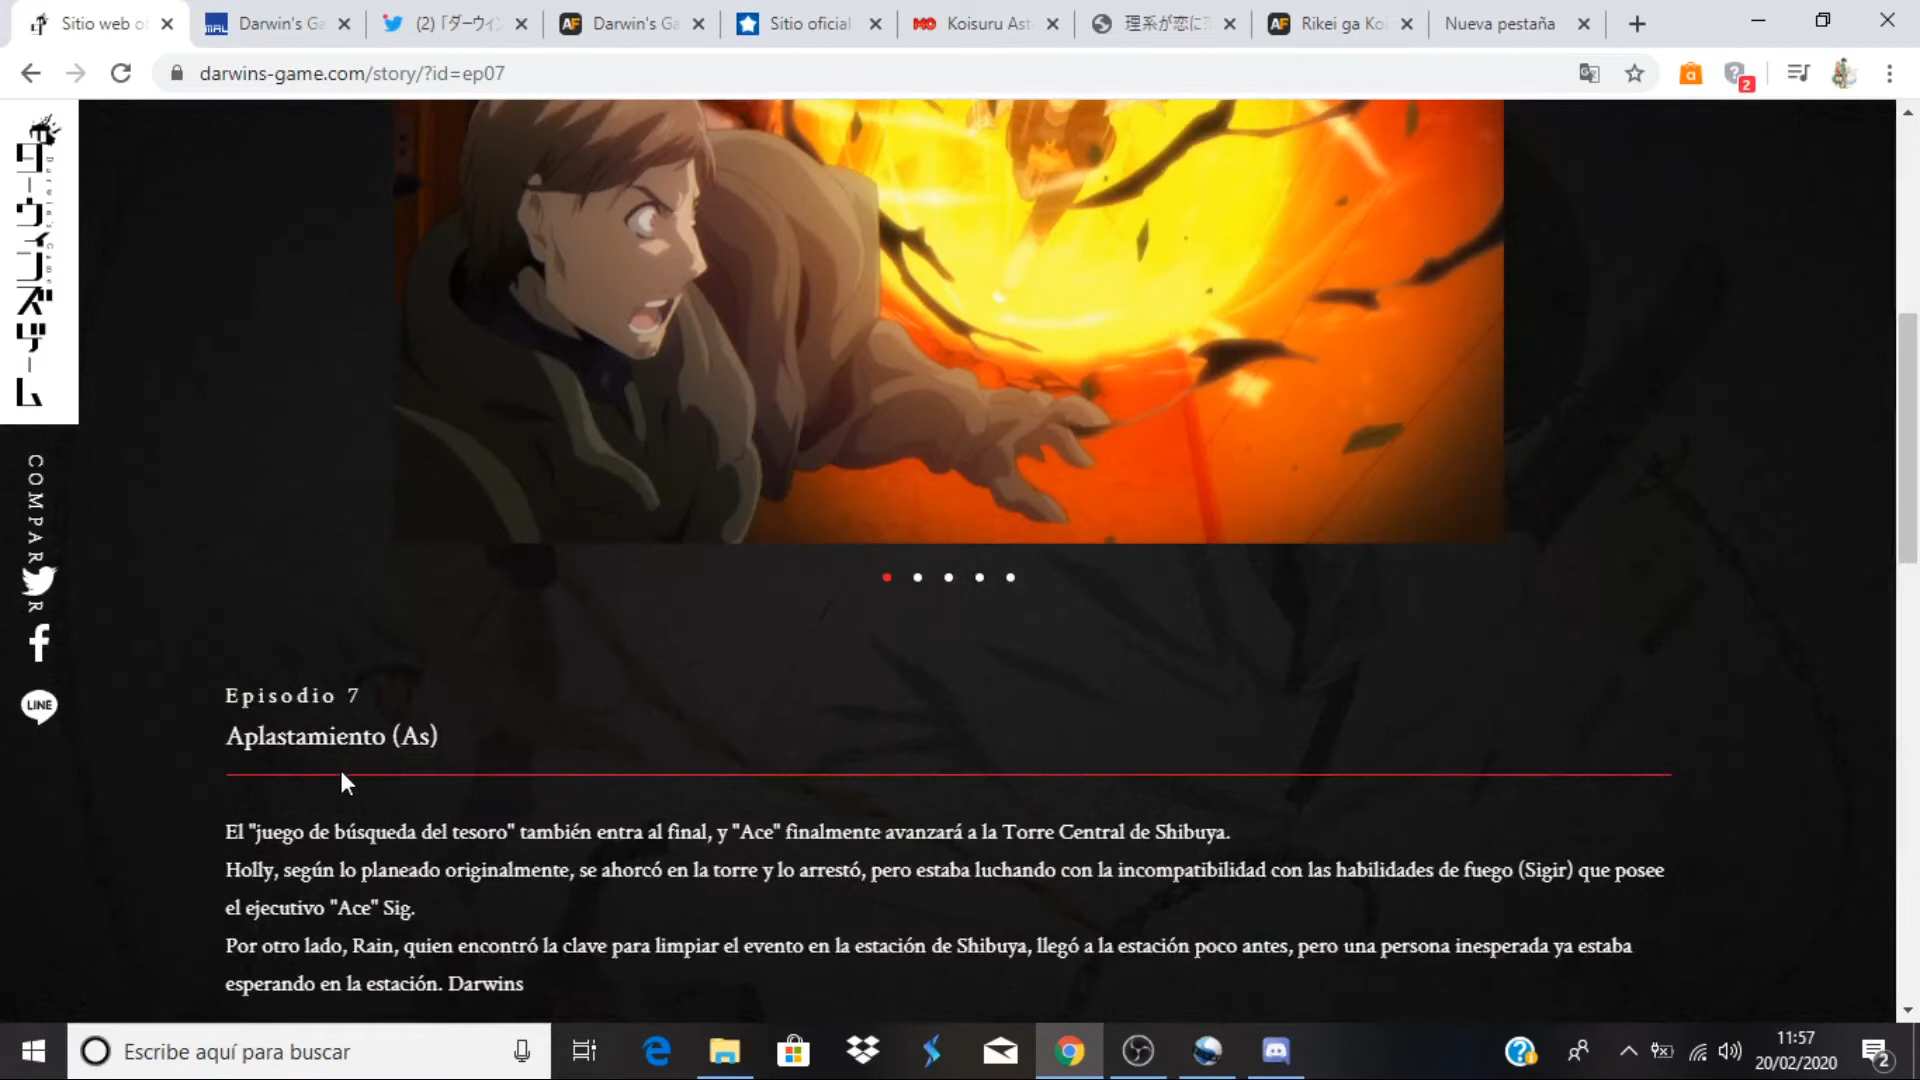 Sitio web of
Darwin's Ga
(2) 「ダーウィン
Darwin's Ga
Sitio oficial
Koisuru Ast
理系が恋に
Rikei ga Koi
Nueva pestaña
darwins-game.com/story/?id=ep07
ダーウィンズゲーム
Darwin's Game
COMPARTIR
LINE
Episodio 7
Aplastamiento (As)
El "juego de búsqueda del tesoro" también entra al final, y "Ace" finalmente avanzará a la Torre Central de Shibuya.
Holly, según lo planeado originalmente, se ahorcó en la torre y lo arrestó, pero estaba luchando con la incompatibilidad con las habilidades de fuego (Sigir) que posee
el ejecutivo "Ace" Sig.
Por otro lado, Rain, quien encontró la clave para limpiar el evento en la estación de Shibuya, llegó a la estación poco antes, pero una persona inesperada ya estaba
esperando en la estación. Darwins
Escribe aquí para buscar
11:57
20/02/2020
2